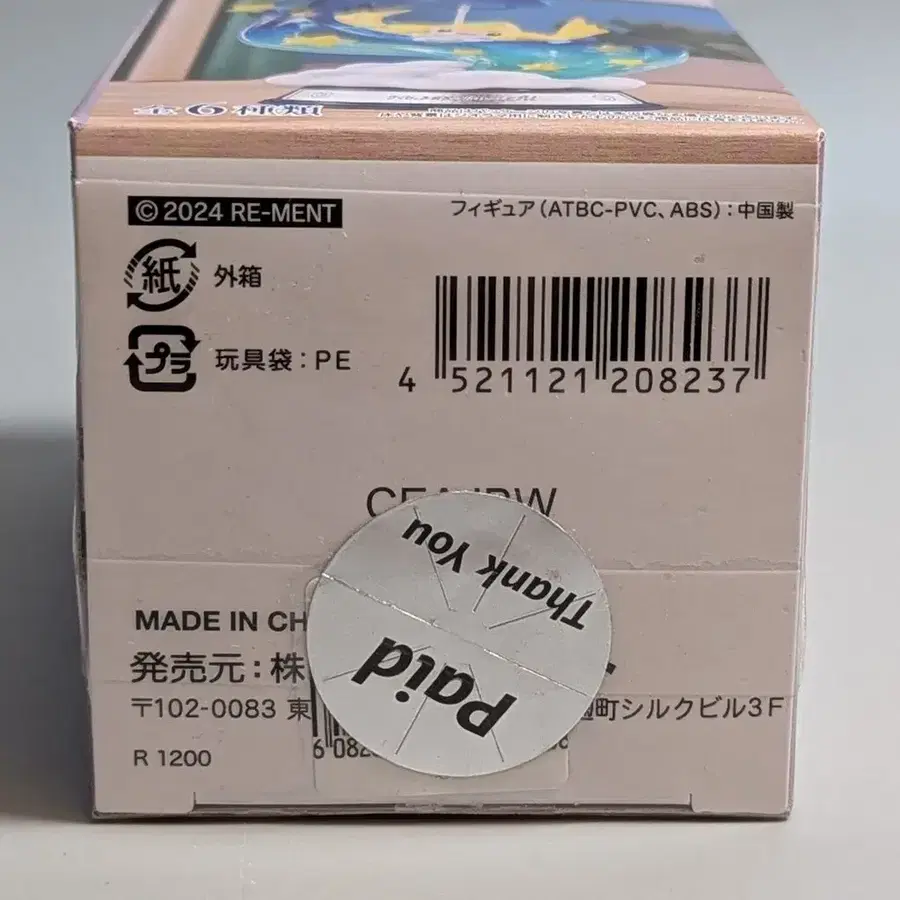 全6種類
© 2024 RE-MENT
フィギュア(ATBC-PVC、ABS):中国製
紙 外箱
プラ 玩具袋:PE
4 521121 208237
Thank You
Paid
MADE IN CH
発売元:株
〒102-0083 東
町シルクビル3F
R 1200